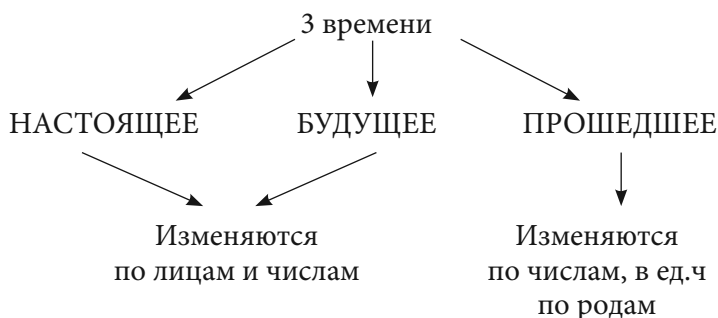 3 времени
НАСТОЯЩЕЕ БУДУЩЕЕ ПРОШЕДШЕЕ
Изменяются
по лицам и числам
Изменяются
по числам, в ед.ч
по родам